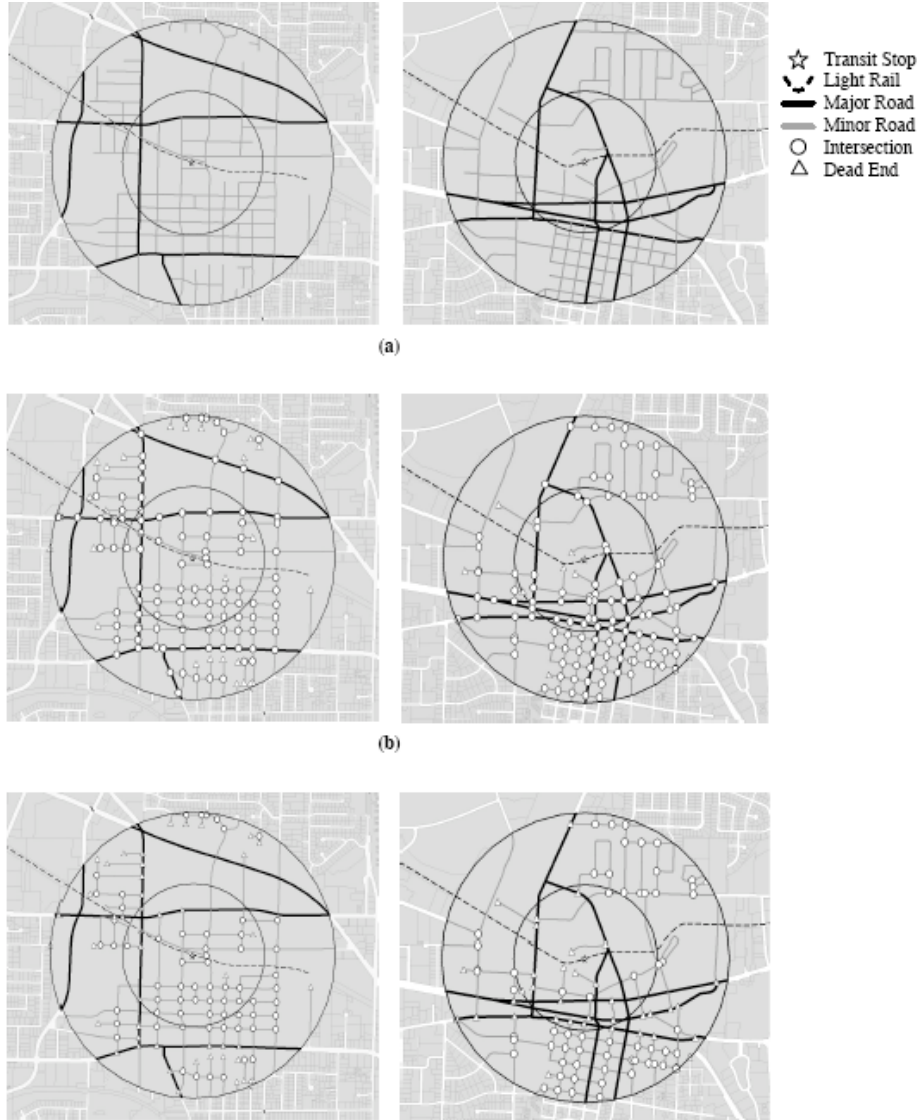 Transit Stop
Light Rail
Major Road
Minor Road
Intersection
Dead End
(a)
(b)